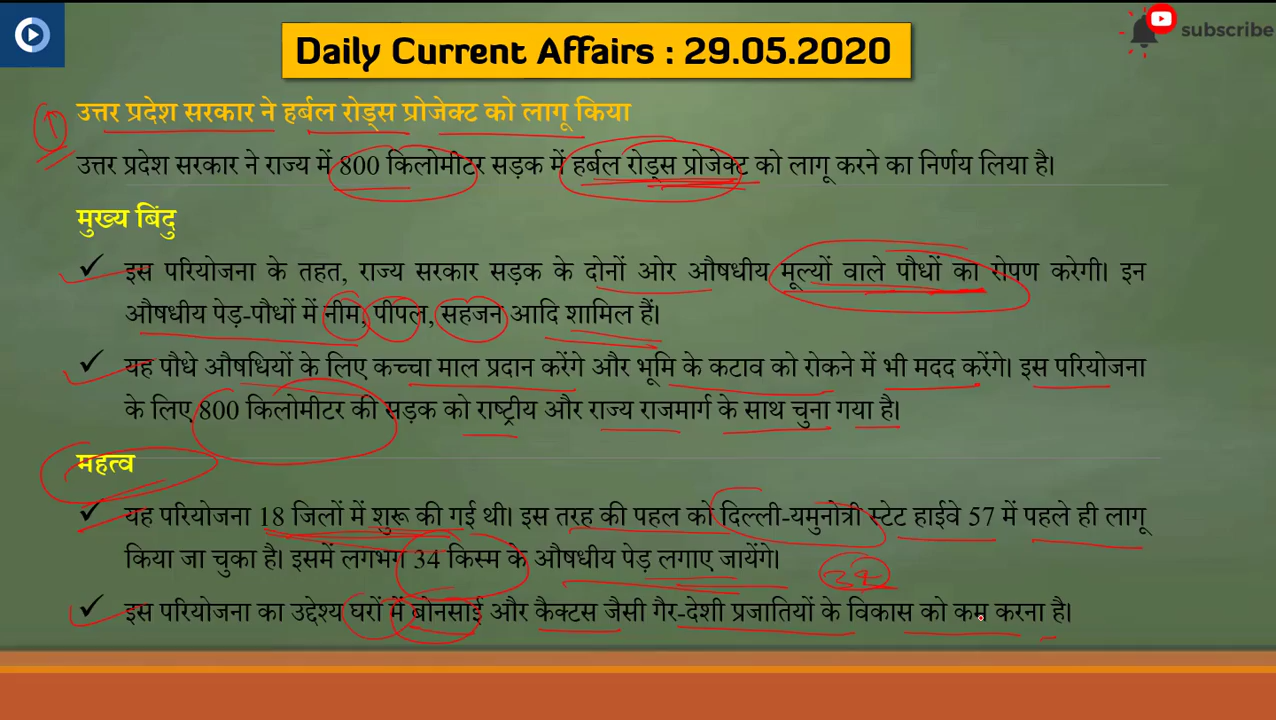 Daily Current Affairs : 29.05.2020
subscribe
उत्तर प्रदेश सरकार ने हर्बल रोड्स प्रोजेक्ट को लागू किया
उत्तर प्रदेश सरकार ने राज्य में 800 किलोमीटर सड़क में हर्बल रोड्स प्रोजेक्ट को लागू करने का निर्णय लिया है।
मुख्य बिंदु
✓ इस परियोजना के तहत, राज्य सरकार सड़क के दोनों ओर औषधीय मूल्यों वाले पौधों का रोपण करेगी। इन
औषधीय पेड़-पौधों में नीम, पीपल, सहजन आदि शामिल हैं।
✓ यह पौधे औषधियों के लिए कच्चा माल प्रदान करेंगे और भूमि के कटाव को रोकने में भी मदद करेंगे। इस परियोजना
के लिए 800 किलोमीटर की सड़क को राष्ट्रीय और राज्य राजमार्ग के साथ चुना गया है।
महत्व
✓ यह परियोजना 18 जिलों में शुरू की गई थी। इस तरह की पहल को दिल्ली-यमुनोत्री स्टेट हाईवे 57 में पहले ही लागू
किया जा चुका है। इसमें लगभग 34 किस्म के औषधीय पेड़ लगाए जायेंगे।
34
✓ इस परियोजना का उद्देश्य घरों में बोनसाई और कैक्टस जैसी गैर-देशी प्रजातियों के विकास को कम करना है।